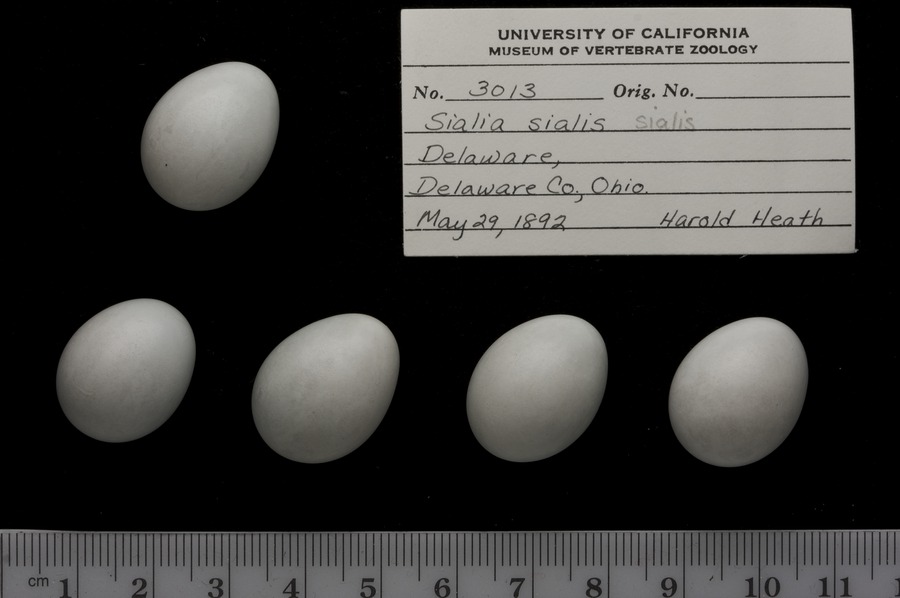 UNIVERSITY OF CALIFORNIA
MUSEUM OF VERTEBRATE ZOOLOGY
No. 3013 Orig. No.
Sialia sialis sialis
Delaware,
Delaware Co., Ohio.
May 29, 1892 Harold Heath
cm 1 2 3 4 5 6 7 8 9 10 11